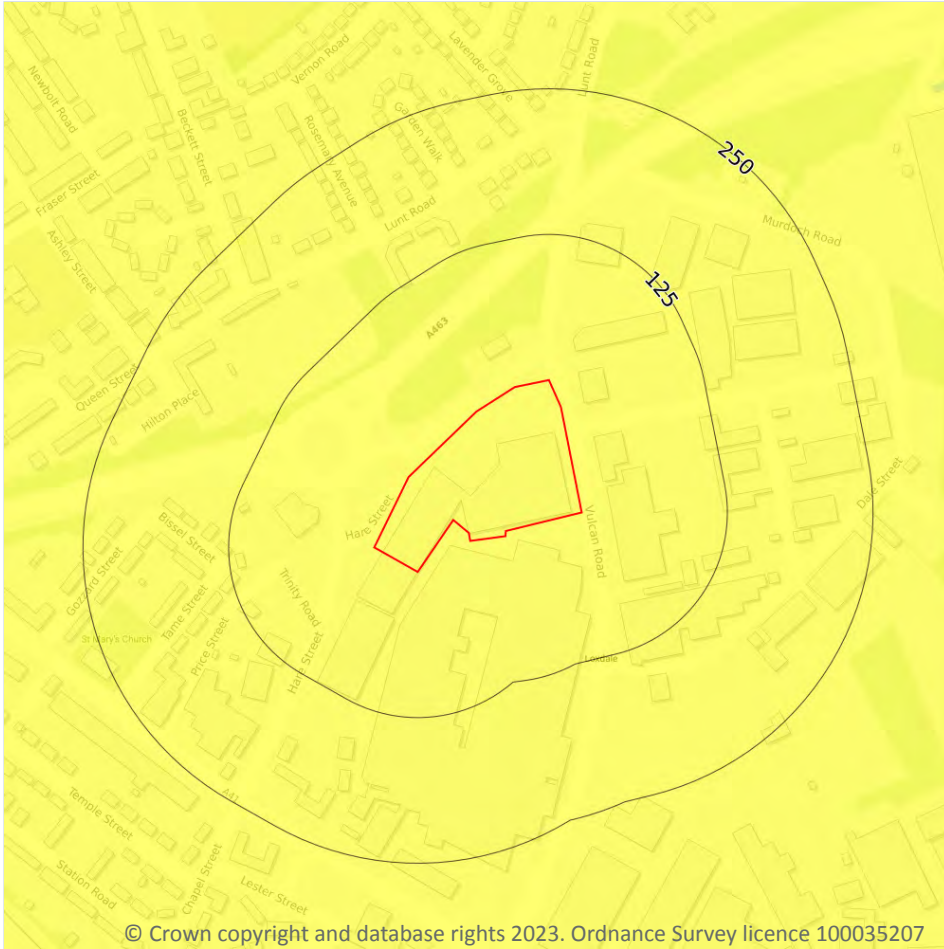 Newbolt Road
Beckett Street
Vernon Road
Lavender Grove
Lunt Road
Garden Walk
Rosemary Avenue
Fraser Street
Ashley Street
Lunt Road
250
Murdoch Road
125
A463
Queen Street
Hilton Place
Hare Street
Vulcan Road
Dale Street
Bissel Street
Gozzard Street
Tame Street
Trinity Road
St Mary's Church
Price Street
Hare Street
Loxdale
A41
Temple Street
Station Road
Chapel Street
Lester Street
© Crown copyright and database rights 2023. Ordnance Survey licence 100035207